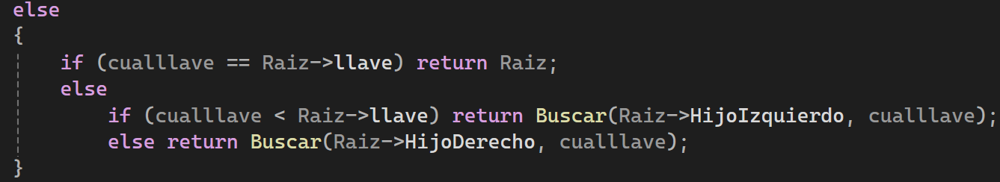 else
{
    if (cualllave == Raiz->llave) return Raiz;
    else
        if (cualllave < Raiz->llave) return Buscar(Raiz->HijoIzquierdo, cualllave);
        else return Buscar(Raiz->HijoDerecho, cualllave);
}